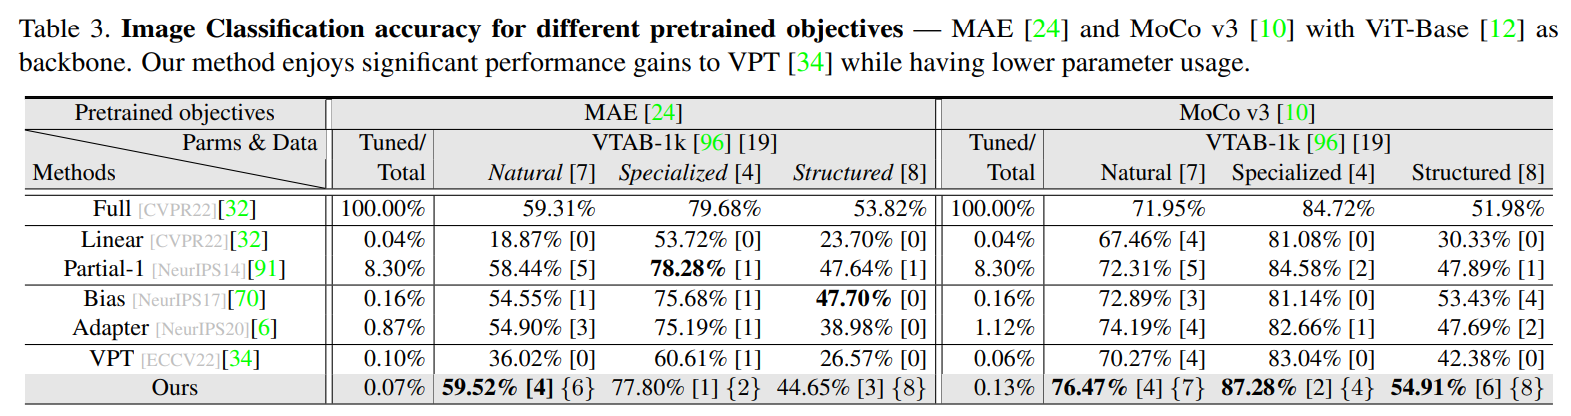 Table 3. Image Classification accuracy for different pretrained objectives — MAE [24] and MoCo v3 [10] with ViT-Base [12] as
backbone. Our method enjoys significant performance gains to VPT [34] while having lower parameter usage.
Pretrained objectives MAE [24] MoCo v3 [10]
Parms & Data Tuned/ VTAB-1k [96] [19] Tuned/ VTAB-1k [96] [19]
Methods Total Natural [7] Specialized [4] Structured [8] Total Natural [7] Specialized [4] Structured [8]
Full [CVPR22][32] 100.00% 59.31% 79.68% 53.82% 100.00% 71.95% 84.72% 51.98%
Linear [CVPR22][32] 0.04% 18.87% [0] 53.72% [0] 23.70% [0] 0.04% 67.46% [4] 81.08% [0] 30.33% [0]
Partial-1 [NeurIPS14][91] 8.30% 58.44% [5] 78.28% [1] 47.64% [1] 8.30% 72.31% [5] 84.58% [2] 47.89% [1]
Bias [NeurIPS17][70] 0.16% 54.55% [1] 75.68% [1] 47.70% [0] 0.16% 72.89% [3] 81.14% [0] 53.43% [4]
Adapter [NeurIPS20][6] 0.87% 54.90% [3] 75.19% [1] 38.98% [0] 1.12% 74.19% [4] 82.66% [1] 47.69% [2]
VPT [ECCV22][34] 0.10% 36.02% [0] 60.61% [1] 26.57% [0] 0.06% 70.27% [4] 83.04% [0] 42.38% [0]
Ours 0.07% 59.52% [4] {6} 77.80% [1] {2} 44.65% [3] {8} 0.13% 76.47% [4] {7} 87.28% [2] {4} 54.91% [6] {8}